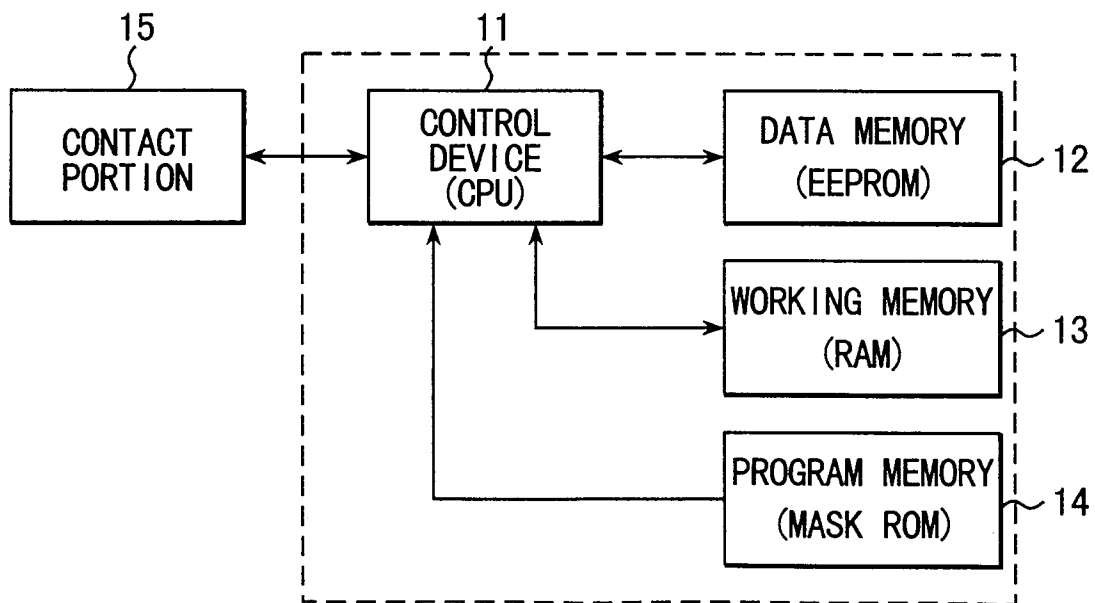 15
11
CONTACT
PORTION
CONTROL
DEVICE
(CPU)
DATA MEMORY
(EEPROM)
12
WORKING MEMORY
(RAM)
13
PROGRAM MEMORY
(MASK ROM)
14